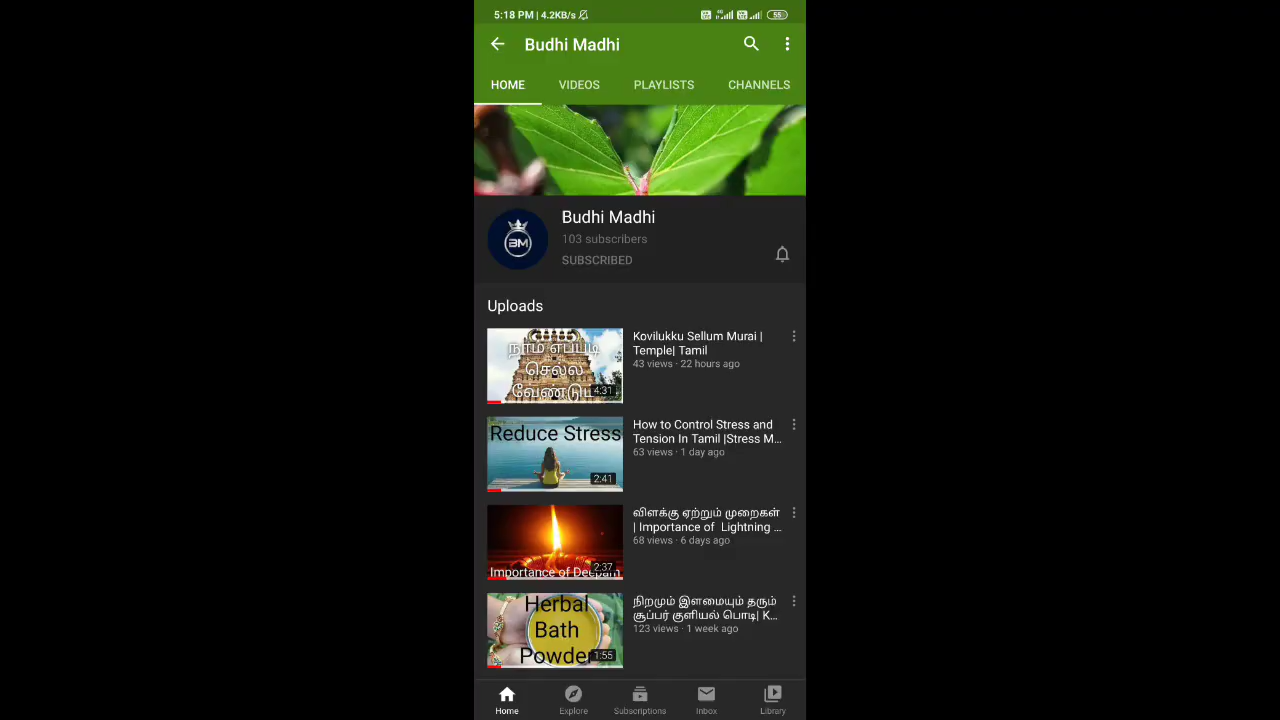 5:18 PM | 4.2KB/s
55
Budhi Madhi
HOME VIDEOS PLAYLISTS CHANNELS
BM
Budhi Madhi
103 subscribers
SUBSCRIBED
Uploads
நாம் எப்படி
செல்ல
வேண்டும்
4:31
Kovilukku Sellum Murai |
Temple| Tamil
43 views · 22 hours ago
Reduce Stress
2:41
How to Control Stress and
Tension In Tamil |Stress M...
63 views · 1 day ago
Importance of Deepam
2:37
விளக்கு ஏற்றும் முறைகள்
| Importance of Lightning ...
68 views · 6 days ago
Herbal
Bath
Powder
1:55
நிறமும் இளமையும் தரும்
சூப்பர் குளியல் பொடி| K...
123 views · 1 week ago
Home Explore Subscriptions Inbox Library